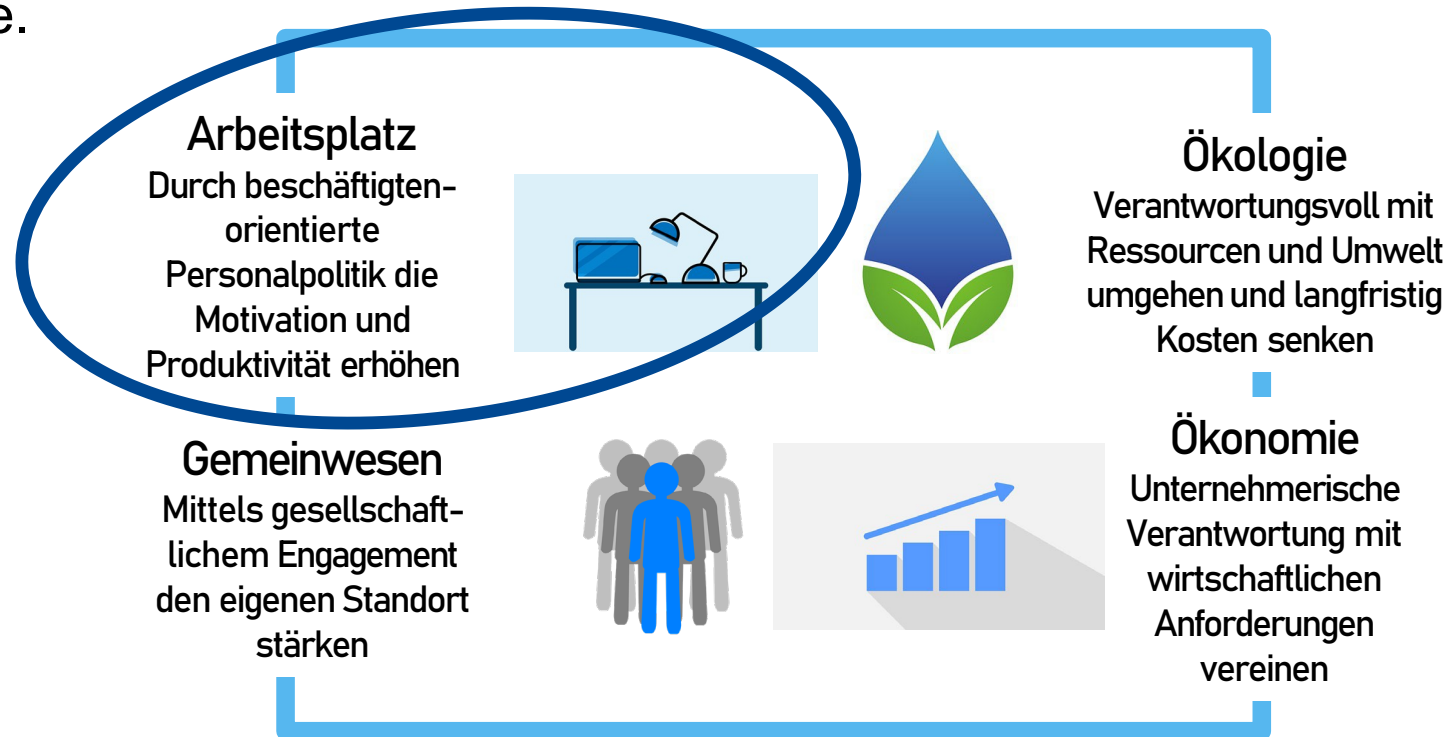 e.
Arbeitsplatz
Durch beschäftigten-
orientierte
Personalpolitik die
Motivation und
Produktivität erhöhen
Ökologie
Verantwortungsvoll mit
Ressourcen und Umwelt
umgehen und langfristig
Kosten senken
Gemeinwesen
Mittels gesellschaft-
lichem Engagement
den eigenen Standort
stärken
Ökonomie
Unternehmerische
Verantwortung mit
wirtschaftlichen
Anforderungen
vereinen